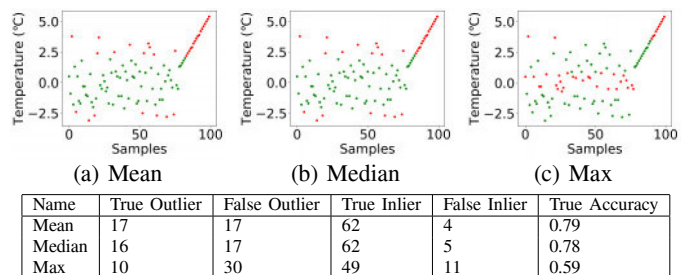 Temperature (°C)
5.0
2.5
0.0
−2.5
0
50
100
Samples
(a) Mean
Temperature (°C)
5.0
2.5
0.0
−2.5
0
50
100
Samples
(b) Median
Temperature (°C)
5.0
2.5
0.0
−2.5
0
50
100
Samples
(c) Max
Name True Outlier False Outlier True Inlier False Inlier True Accuracy
Mean 17 17 62 4 0.79
Median 16 17 62 5 0.78
Max 10 30 49 11 0.59